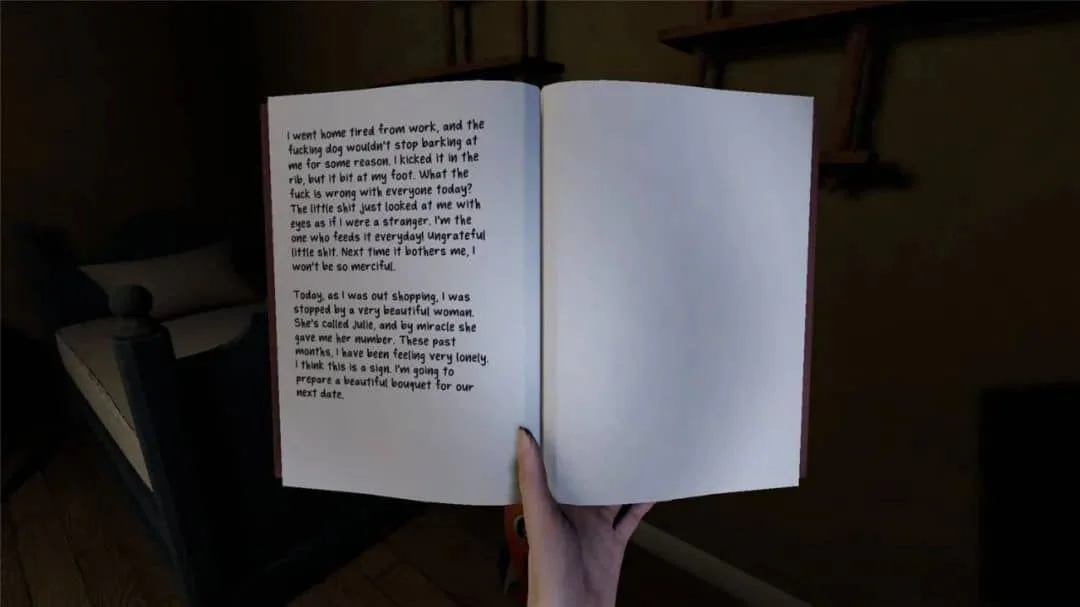 I went home tired from work, and the
fucking dog wouldn't stop barking at
me for some reason. I kicked it in the
rib, but it bit at my foot. What the
fuck is wrong with everyone today?
The little shit just looked at me with
eyes as if I were a stranger. I'm the
one who feeds it everyday! Ungrateful
little shit. Next time it bothers me, I
won't be so merciful.
Today, as I was out shopping, I was
stopped by a very beautiful woman.
She's called Julie, and by miracle she
gave me her number. These past
months, I have been feeling very lonely.
I think this is a sign. I'm going to
prepare a beautiful bouquet for our
next date.